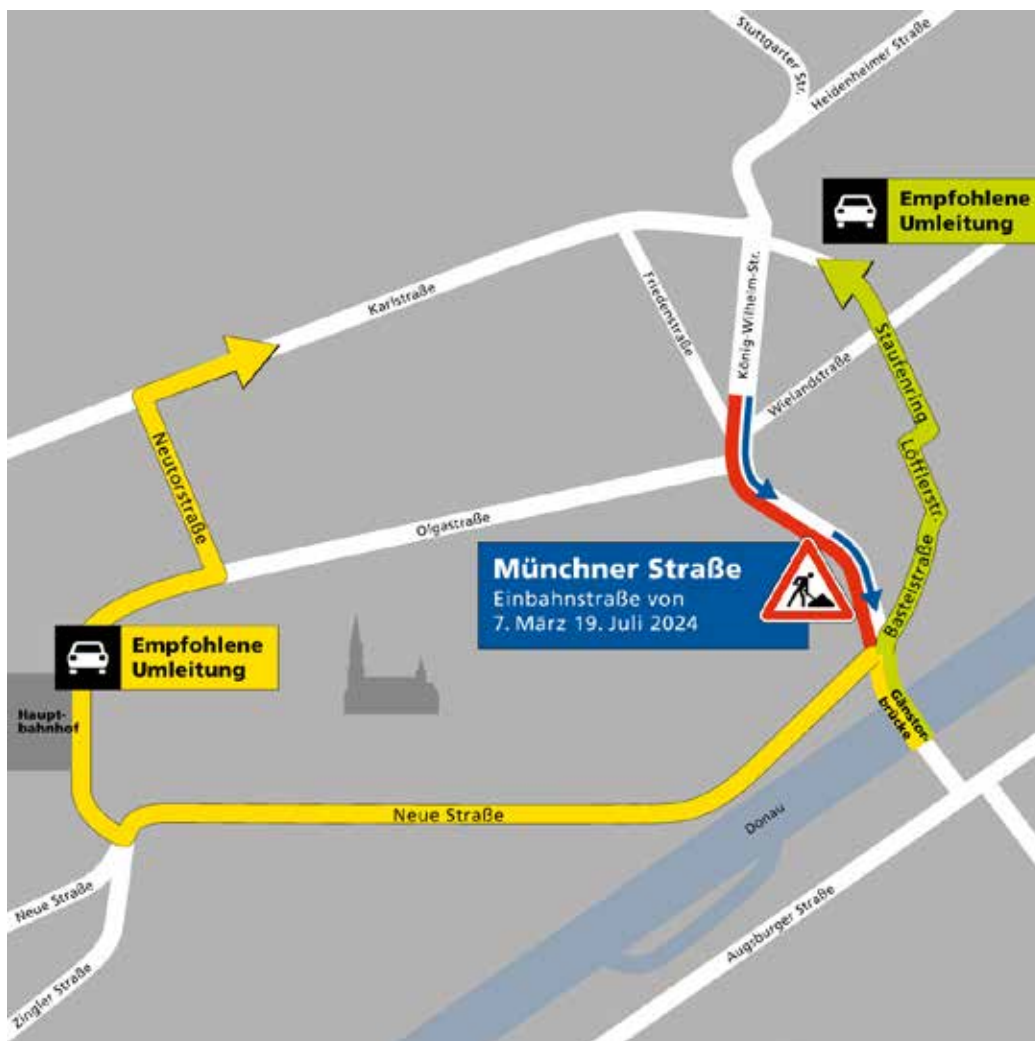 Stuttgarter Str.
Heidenheimer Straße
Empfohlene
Umleitung
Karlstraße
Friedenstraße
König-Wilhelm-Str.
Wielandstraße
Staufenring
Löfflerstr.
Basteistraße
Neutorstraße
Olgastraße
Münchner Straße
Einbahnstraße von
7. März 19. Juli 2024
Empfohlene
Umleitung
Haupt-
bahnhof
Gänstor-
brücke
Neue Straße
Donau
Neue Straße
Augsburger Straße
Zingler Straße